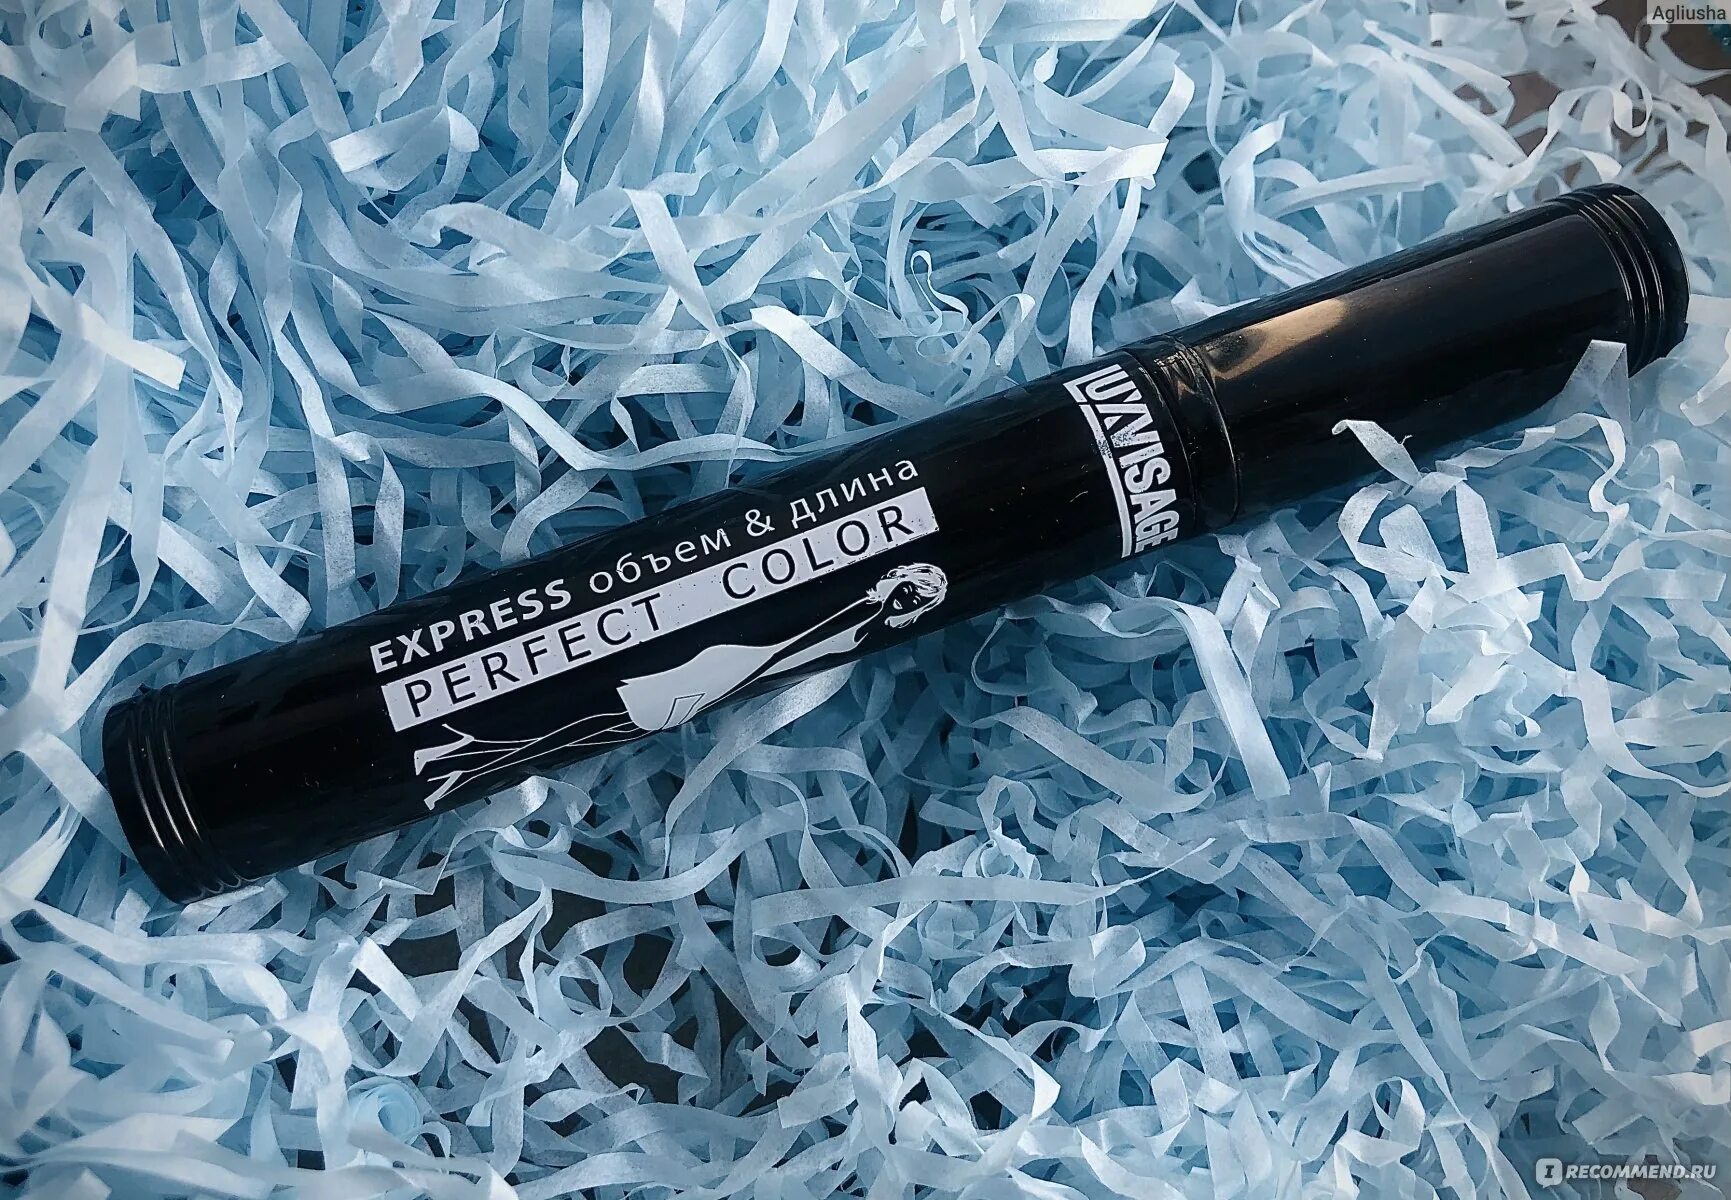 Agliusha
LUXVISAGE
EXPRESS объем & длина
PERFECT COLOR
RECOMMEND.RU